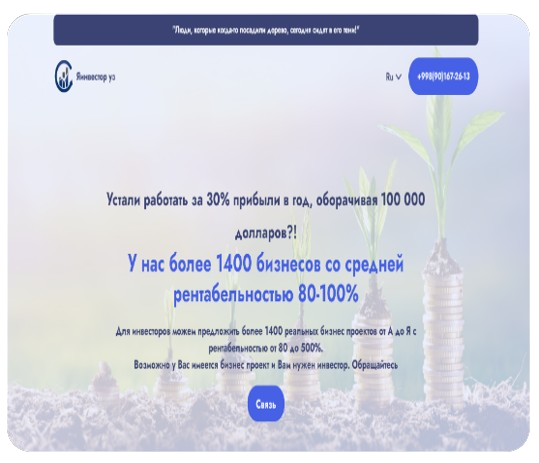 "Люди, которые когда-то посадили дерево, сегодня сидят в его тени!"
Яинвестор уз
Ru
+998(90)167-26-13
Устали работать за 30% прибыли в год, оборачивая 100 000
долларов?!
У нас более 1400 бизнесов со средней
рентабельностью 80-100%
Для инвесторов можем предложить более 1400 реальных бизнес проектов от А до Я с
рентабельностью от 80 до 500%.
Возможно у Вас имеется бизнес проект и Вам нужен инвестор. Обращайтесь
Связь